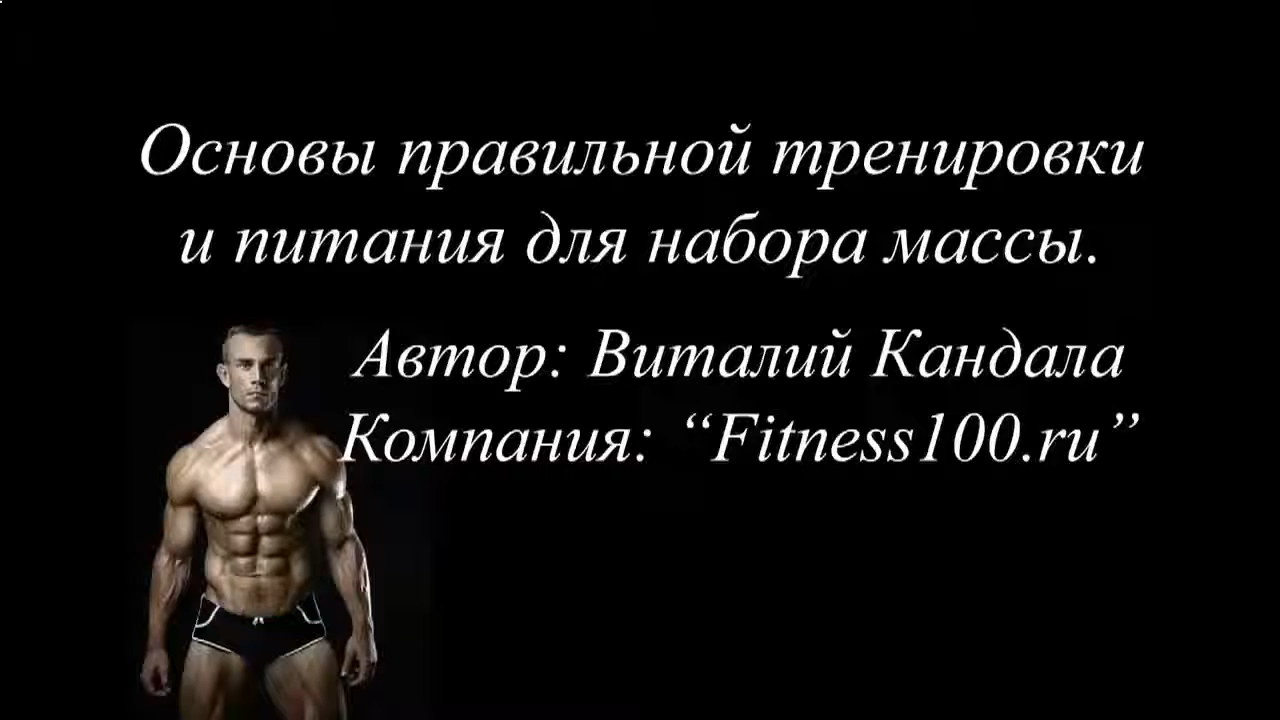 Основы правильной тренировки
и питания для набора массы.
Автор: Виталий Кандала
Компания: “Fitness100.ru”